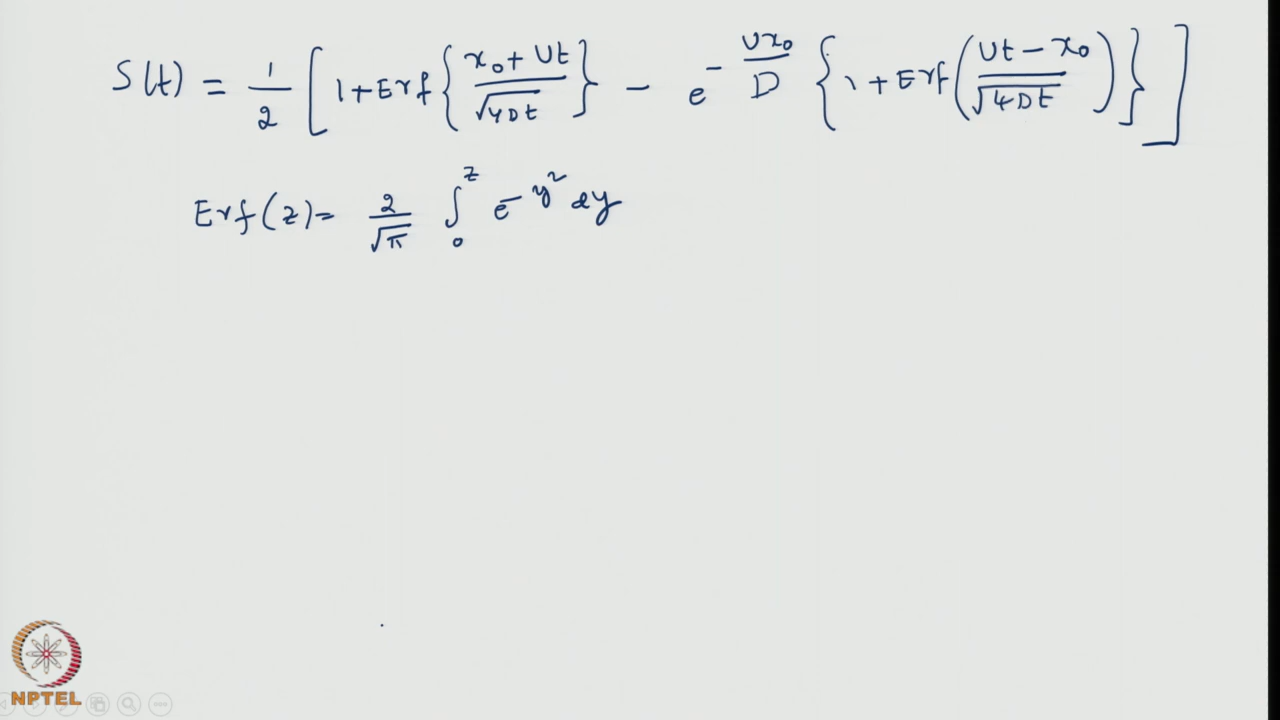 S(t) = 1/2 [1+Erf{(x₀+Ut)/√4Dt} − e^(−Ux₀/D) {1+Erf((Ut−x₀)/√4Dt)}]
Erf(z)= 2/√π ∫₀^z e^(−y²) dy
NPTEL